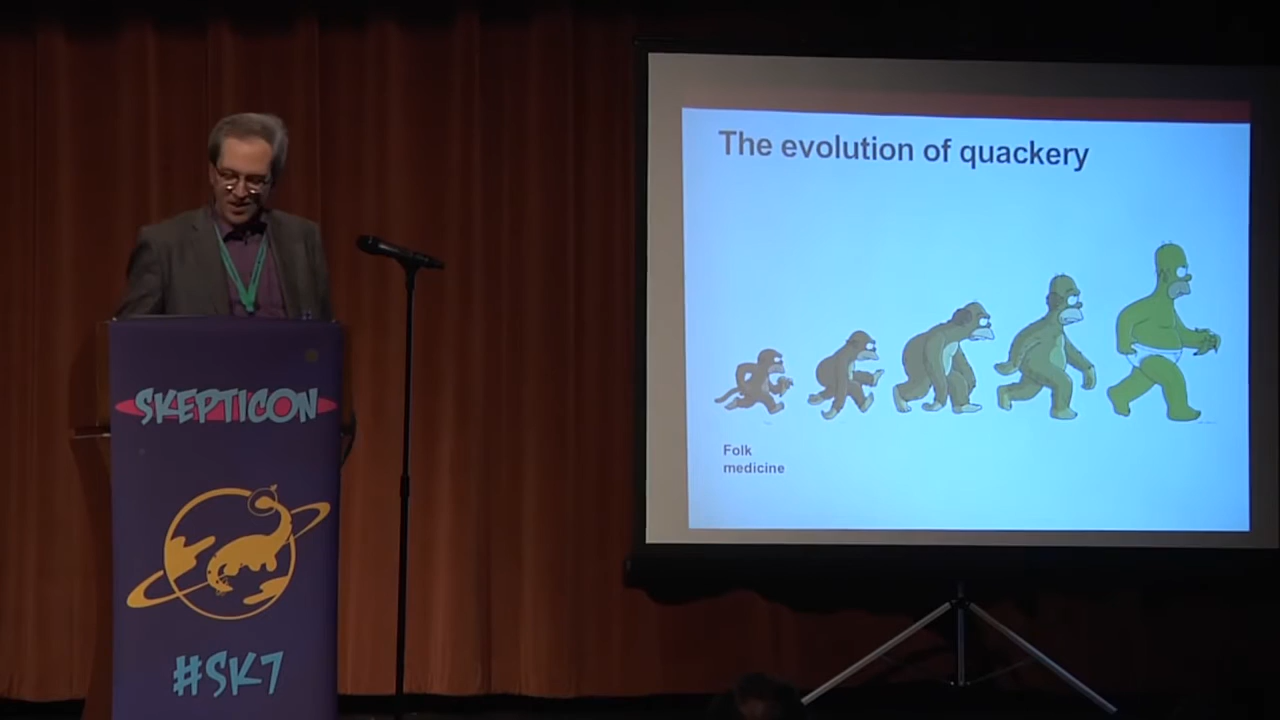 The evolution of quackery
Folk
medicine
SKEPTICON
#SK7